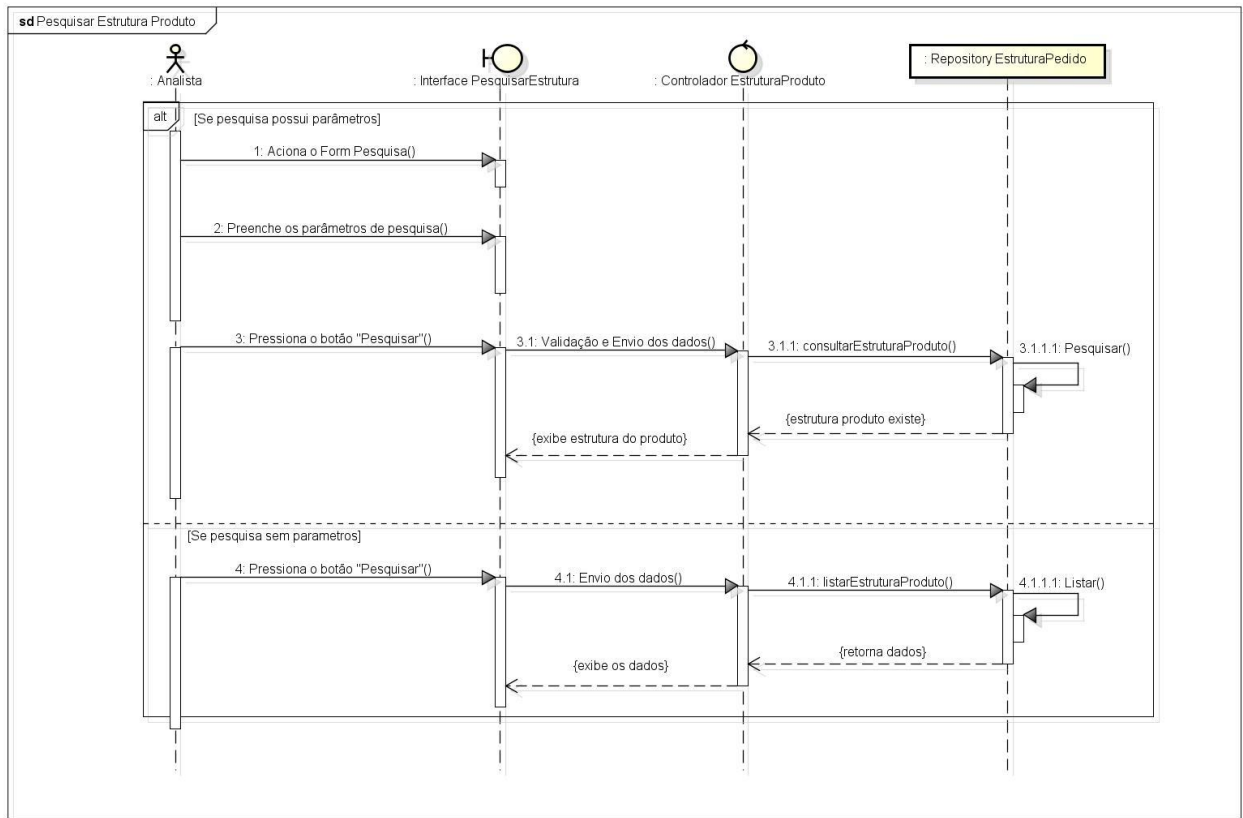 sd Pesquisar Estrutura Produto
: Analista
: Interface PesquisarEstrutura
: Controlador EstruturaProduto
: Repository EstruturaPedido
alt
[Se pesquisa possui parâmetros]
1: Aciona o Form Pesquisa()
2: Preenche os parâmetros de pesquisa()
3: Pressiona o botão "Pesquisar"()
3.1: Validação e Envio dos dados()
3.1.1: consultarEstruturaProduto()
3.1.1.1: Pesquisar()
{estrutura produto existe}
{exibe estrutura do produto}
[Se pesquisa sem parametros]
4: Pressiona o botão "Pesquisar"()
4.1: Envio dos dados()
4.1.1: listarEstruturaProduto()
4.1.1.1: Listar()
{retorna dados}
{exibe os dados}